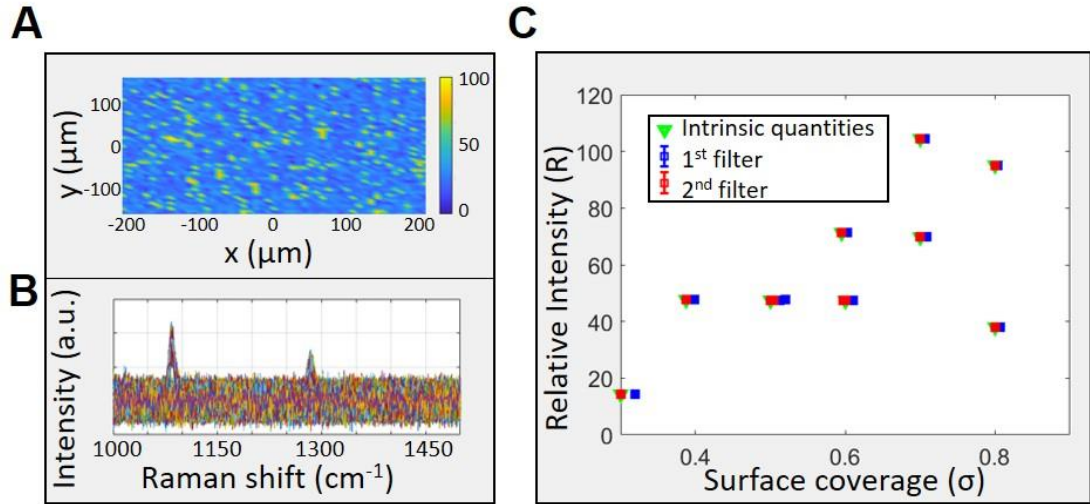 A
100
0
-100
y (μm)
-200
-100
0
100
200
x (μm)
100
50
0
B
Intensity (a.u.)
1000
1150
1300
1450
Raman shift (cm⁻¹)
C
120
100
80
60
40
20
0
Relative Intensity (R)
Intrinsic quantities
1ˢᵗ filter
2ⁿᵈ filter
0.4
0.6
0.8
Surface coverage (σ)